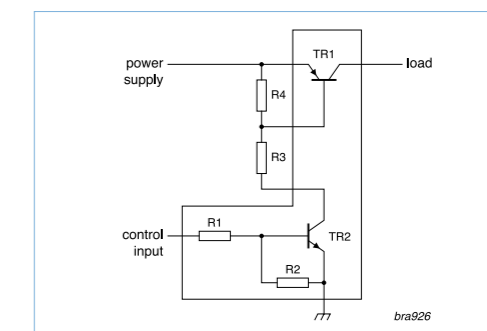 TR1
power
supply
load
R4
R3
R1
control
input
TR2
R2
bra926